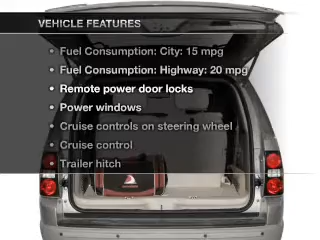 VEHICLE FEATURES
• Fuel Consumption: City: 15 mpg
• Fuel Consumption: Highway: 20 mpg
• Remote power door locks
• Power windows
• Cruise controls on steering wheel
• Cruise control
• Trailer hitch